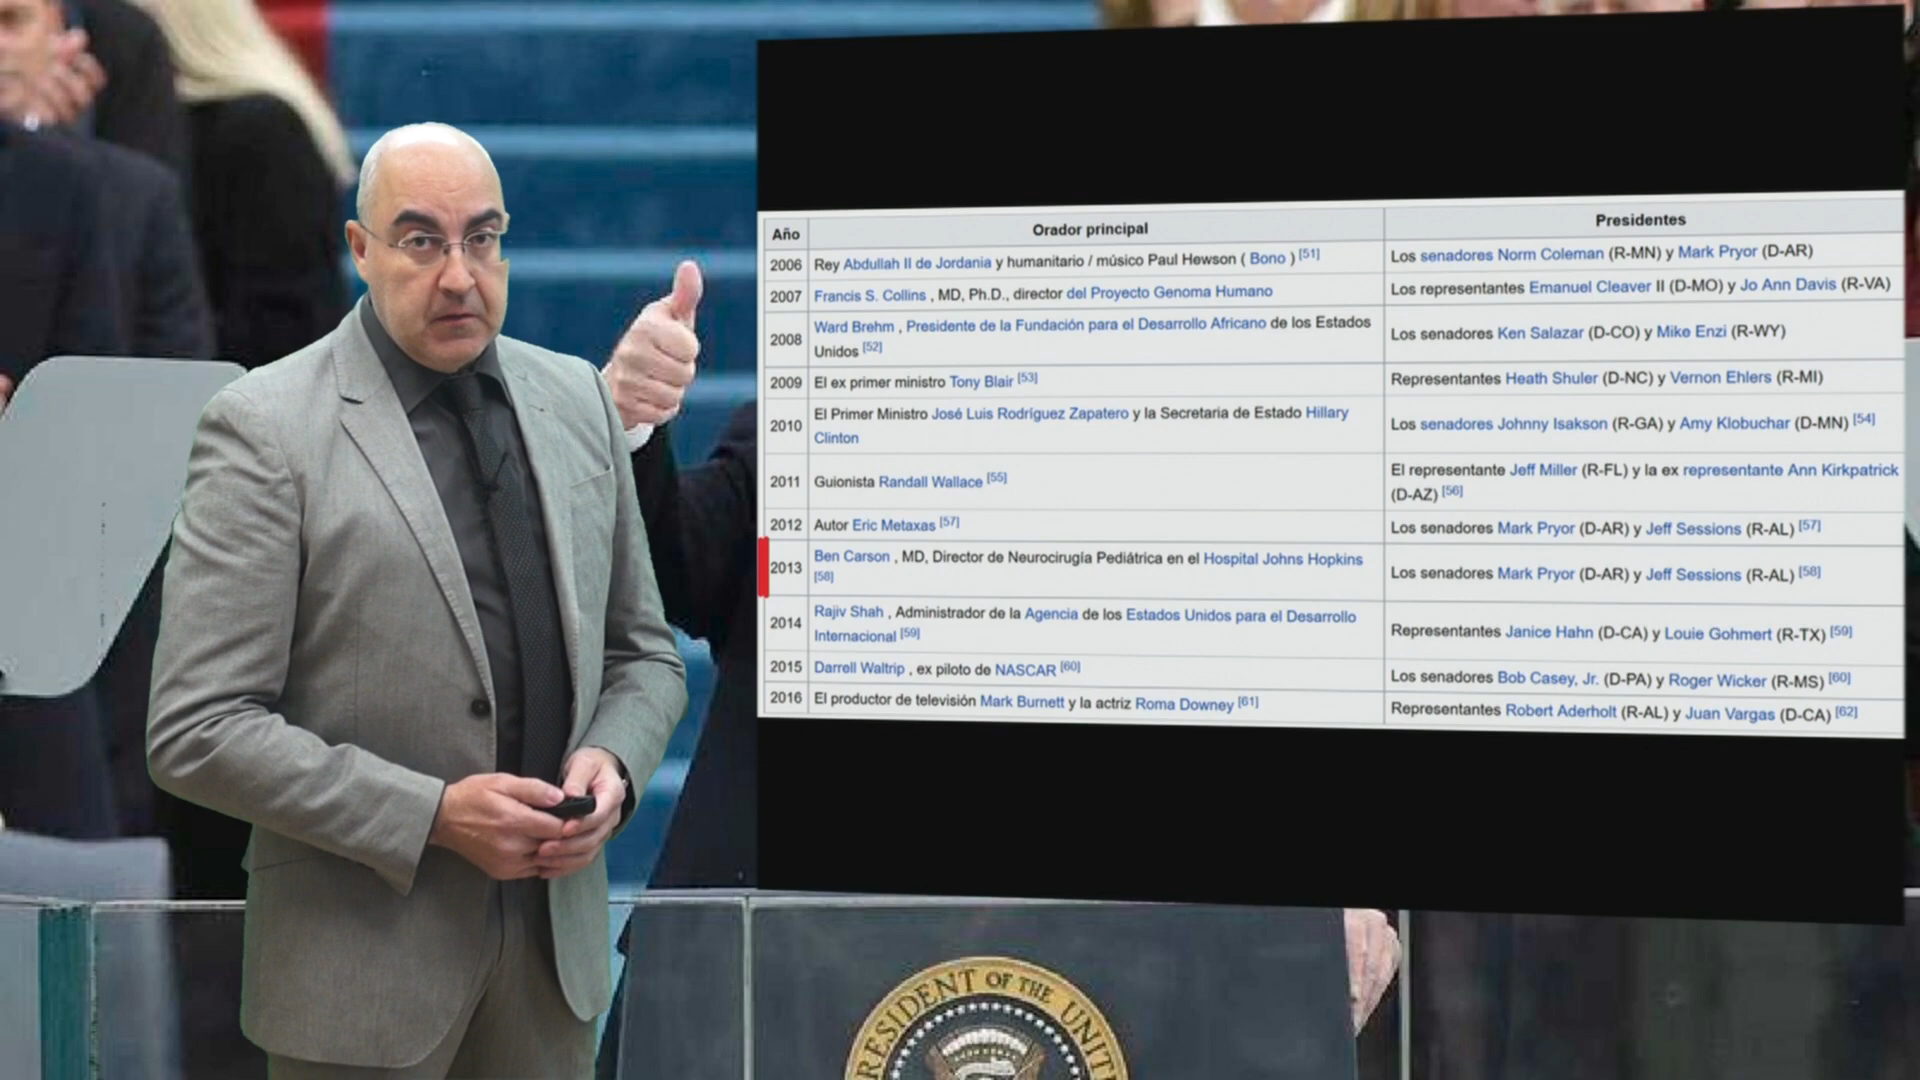 Año Orador principal Presidentes
2006 Rey Abdullah II de Jordania y humanitario / músico Paul Hewson ( Bono ) [51] Los senadores Norm Coleman (R-MN) y Mark Pryor (D-AR)
2007 Francis S. Collins , MD, Ph.D., director del Proyecto Genoma Humano Los representantes Emanuel Cleaver II (D-MO) y Jo Ann Davis (R-VA)
2008 Ward Brehm , Presidente de la Fundación para el Desarrollo Africano de los Estados
Unidos [52] Los senadores Ken Salazar (D-CO) y Mike Enzi (R-WY)
2009 El ex primer ministro Tony Blair [53] Representantes Heath Shuler (D-NC) y Vernon Ehlers (R-MI)
2010 El Primer Ministro José Luis Rodríguez Zapatero y la Secretaria de Estado Hillary
Clinton Los senadores Johnny Isakson (R-GA) y Amy Klobuchar (D-MN) [54]
2011 Guionista Randall Wallace [55] El representante Jeff Miller (R-FL) y la ex representante Ann Kirkpatrick
(D-AZ) [56]
2012 Autor Eric Metaxas [57] Los senadores Mark Pryor (D-AR) y Jeff Sessions (R-AL) [57]
2013 Ben Carson , MD, Director de Neurocirugía Pediátrica en el Hospital Johns Hopkins
[58] Los senadores Mark Pryor (D-AR) y Jeff Sessions (R-AL) [58]
2014 Rajiv Shah , Administrador de la Agencia de los Estados Unidos para el Desarrollo
Internacional [59] Representantes Janice Hahn (D-CA) y Louie Gohmert (R-TX) [59]
2015 Darrell Waltrip , ex piloto de NASCAR [60] Los senadores Bob Casey, Jr. (D-PA) y Roger Wicker (R-MS) [60]
2016 El productor de televisión Mark Burnett y la actriz Roma Downey [61] Representantes Robert Aderholt (R-AL) y Juan Vargas (D-CA) [62]
RESIDENT OF THE UNIT